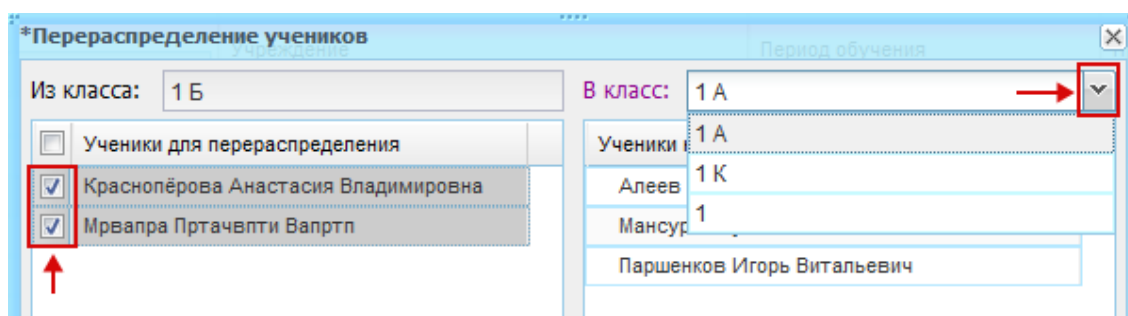 *Перераспределение учеников
Учреждение
Период обучения
Из класса: 1 Б
В класс: 1 А
Ученики для перераспределения
Ученики
1 А
Краснопёрова Анастасия Владимировна
Алеев
1 К
Мрвапра Пртачвпти Вапртп
Мансур
1
Паршенков Игорь Витальевич